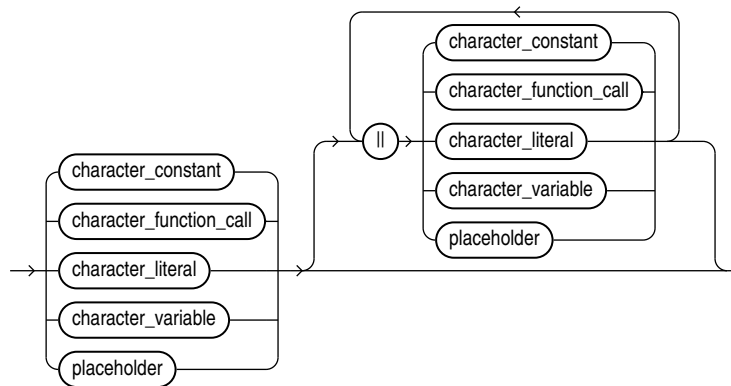 character_constant
character_function_call
||
character_literal
character_variable
placeholder
character_constant
character_function_call
character_literal
character_variable
placeholder